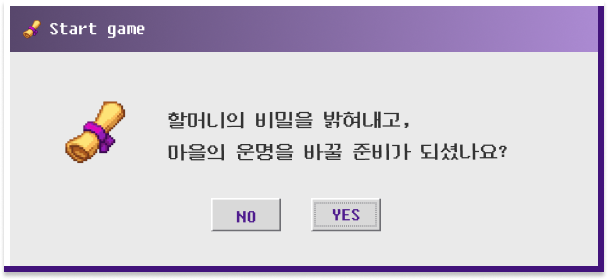 Start game
할머니의 비밀을 밝혀내고,
마을의 운명을 바꿀 준비가 되셨나요?
NO
YES